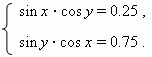 sin x · cos y = 0.25 ,
sin y · cos x = 0.75 .